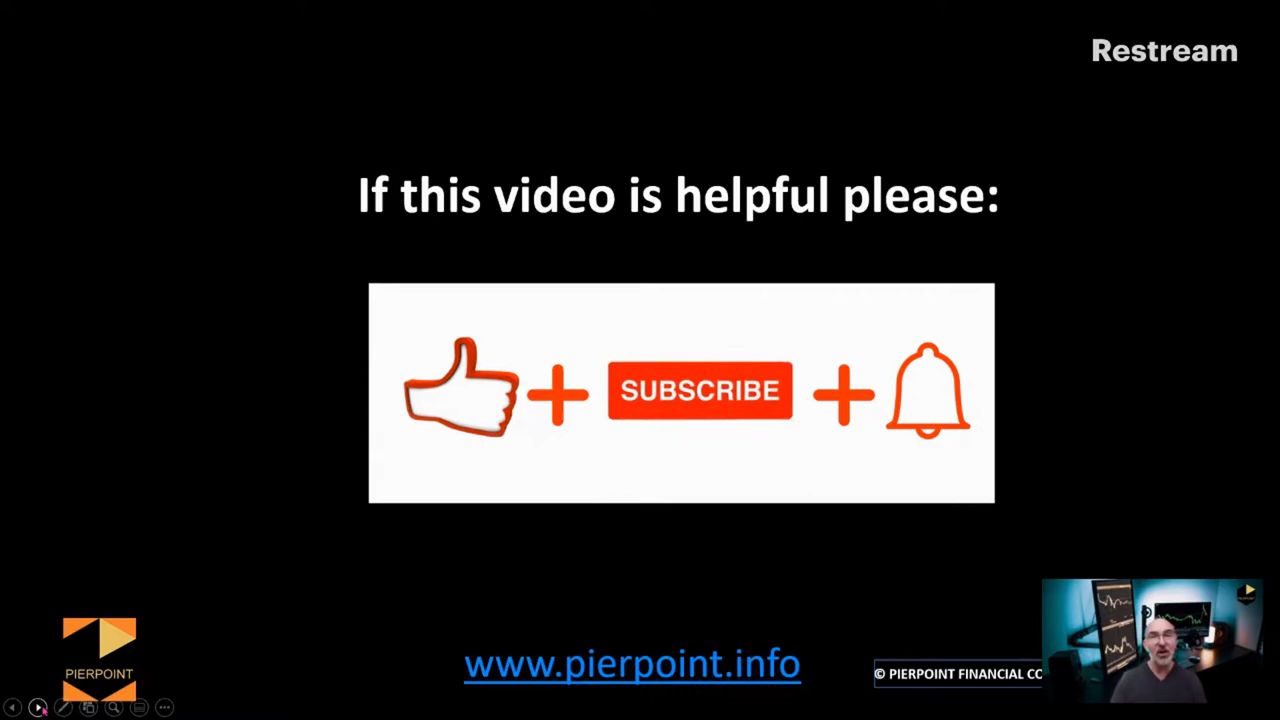 Restream
If this video is helpful please:
SUBSCRIBE
PIERPOINT
www.pierpoint.info
© PIERPOINT FINANCIAL CO